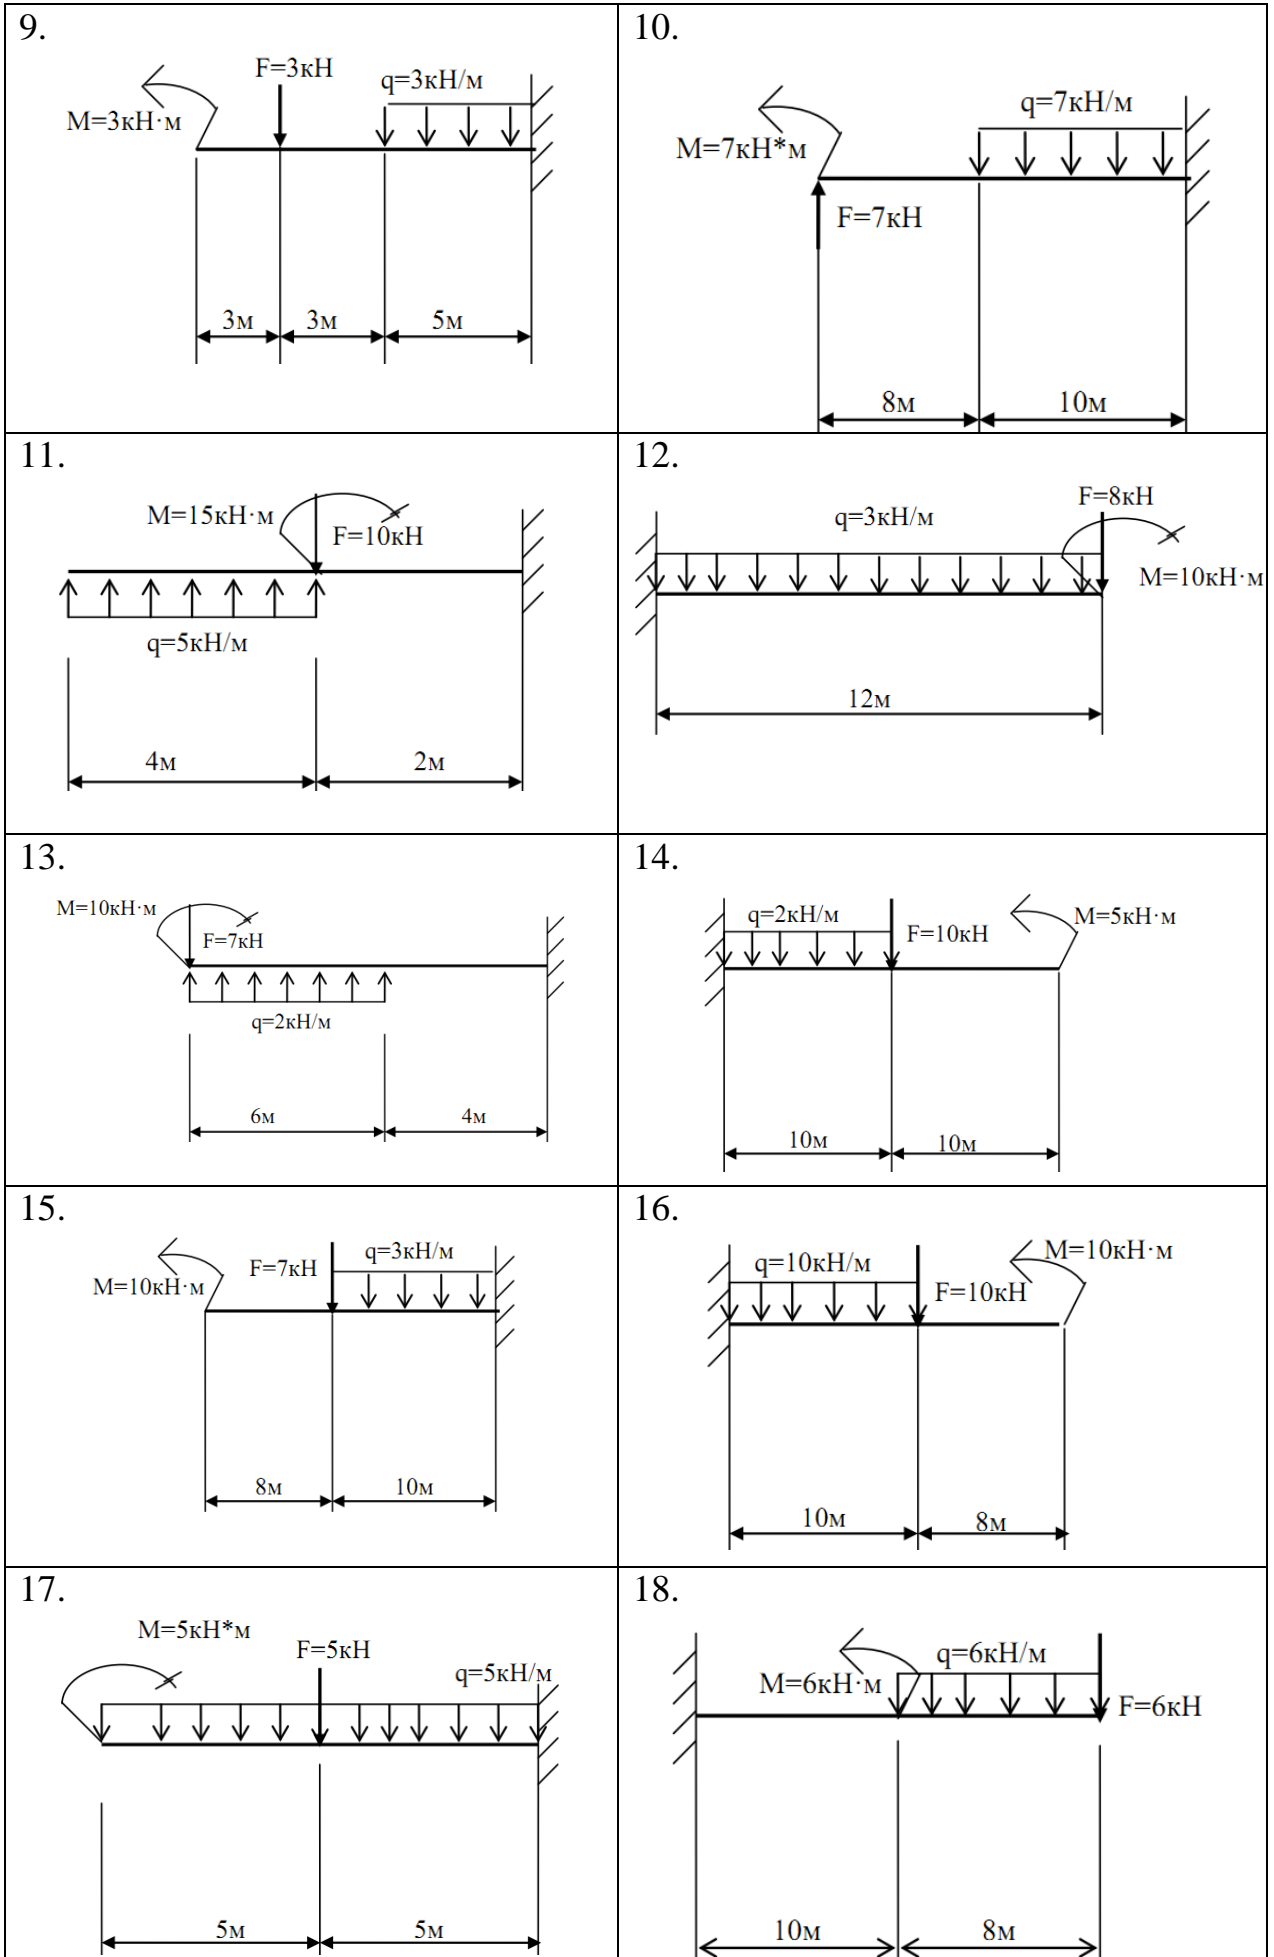 9.
F=3кН
q=3кН/м
M=3кН·м
3м
3м
5м
10.
q=7кН/м
M=7кН*м
F=7кН
8м
10м
11.
M=15кН·м
F=10кН
q=5кН/м
4м
2м
12.
F=8кН
q=3кН/м
M=10кН·м
12м
13.
M=10кН·м
F=7кН
q=2кН/м
6м
4м
14.
q=2кН/м
F=10кН
M=5кН·м
10м
10м
15.
F=7кН
q=3кН/м
M=10кН·м
8м
10м
16.
q=10кН/м
M=10кН·м
F=10кН
10м
8м
17.
M=5кН*м
F=5кН
q=5кН/м
5м
5м
18.
q=6кН/м
M=6кН·м
F=6кН
10м
8м